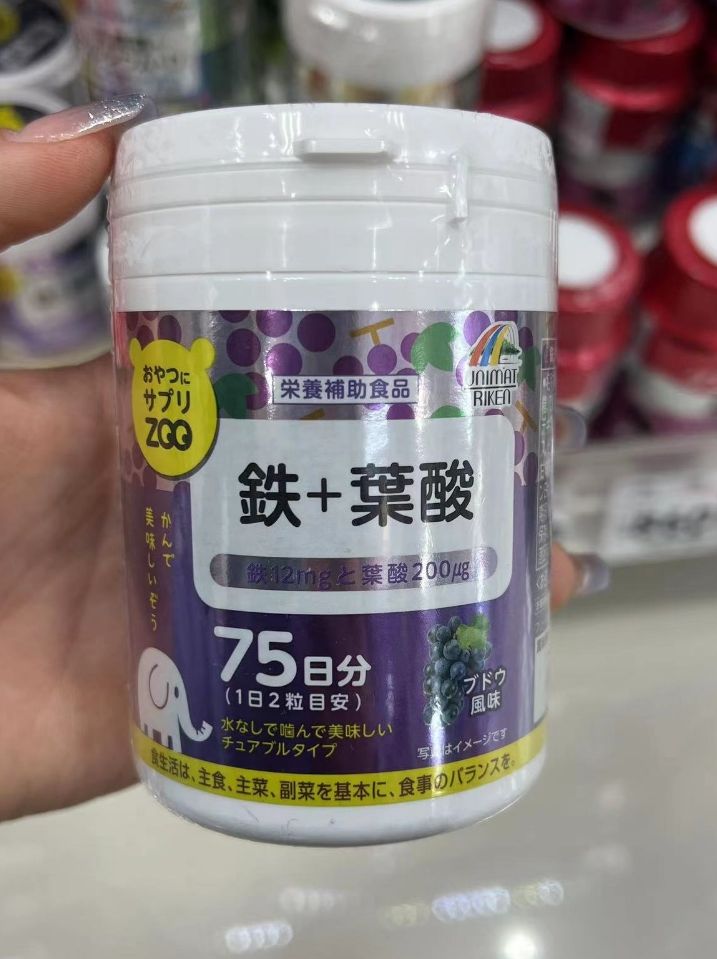 おやつに
サプリ
ZOO
栄養補助食品
UNIMAT
RIKEN
鉄+葉酸
鉄12mgと葉酸200μg
かんで
美味しいぞう
75日分
(1日2粒目安)
水なしで噛んで美味しい
チュアブルタイプ
ブドウ
風味
写真はイメージです
食生活は、主食、主菜、副菜を基本に、食事のバランスを。